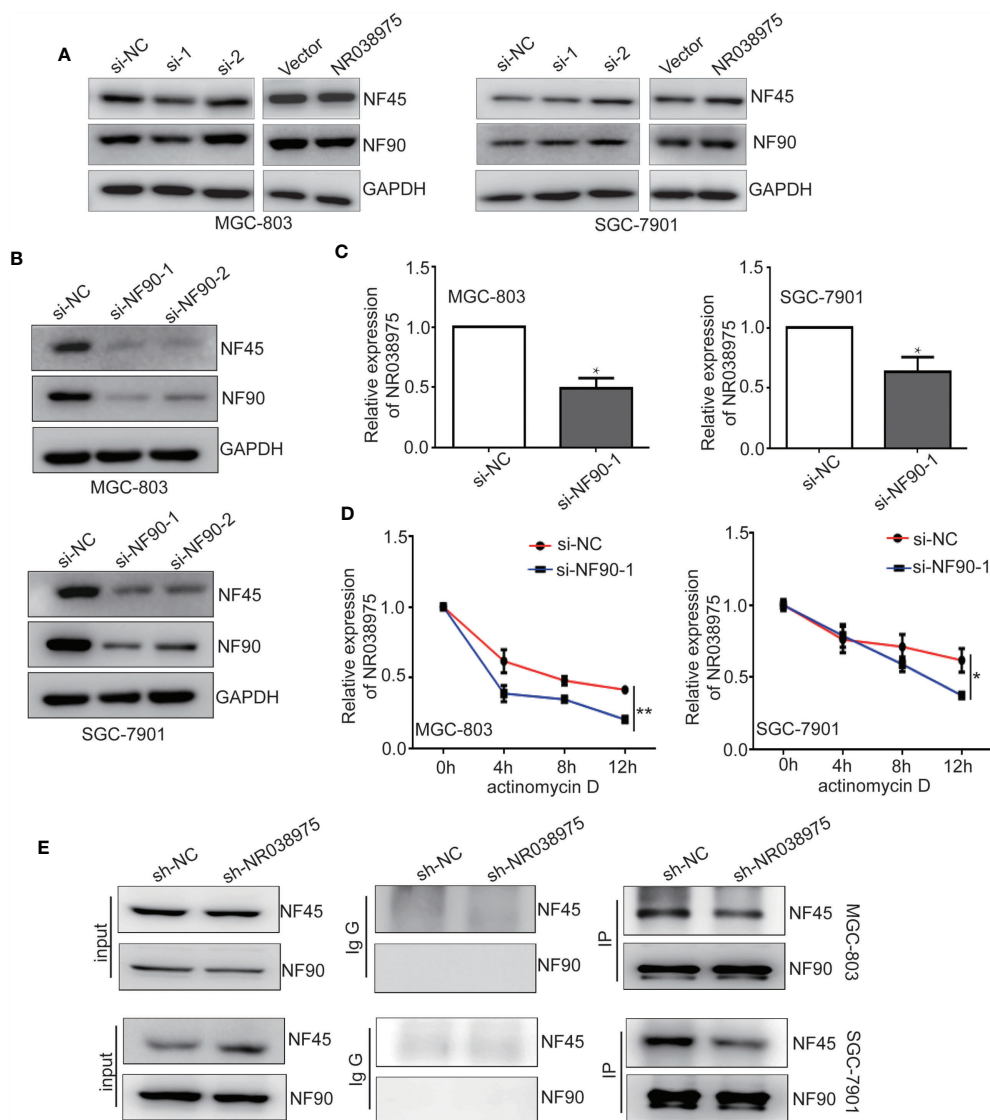 A
si-NC si-1 si-2 Vector NR038975
NF45
NF90
GAPDH
MGC-803
si-NC si-1 si-2 Vector NR038975
NF45
NF90
GAPDH
SGC-7901
B
si-NC si-NF90-1 si-NF90-2
NF45
NF90
GAPDH
MGC-803
si-NC si-NF90-1 si-NF90-2
NF45
NF90
GAPDH
SGC-7901
C
Relative expression
of NR038975
1.5
1.0
0.5
0.0
MGC-803
*
si-NC si-NF90-1
Relative expression
of NR038975
1.5
1.0
0.5
0.0
SGC-7901
*
si-NC si-NF90-1
D
Relative expression
of NR038975
1.5
1.0
0.5
0.0
si-NC
si-NF90-1
**
MGC-803
0h 4h 8h 12h
actinomycin D
Relative expression
of NR038975
1.5
1.0
0.5
0.0
si-NC
si-NF90-1
*
SGC-7901
0h 4h 8h 12h
actinomycin D
E
sh-NC sh-NR038975
input
NF45
NF90
sh-NC sh-NR038975
Ig G
NF45
NF90
sh-NC sh-NR038975
IP
NF45
NF90
MGC-803
input
NF45
NF90
Ig G
NF45
NF90
IP
NF45
NF90
SGC-7901